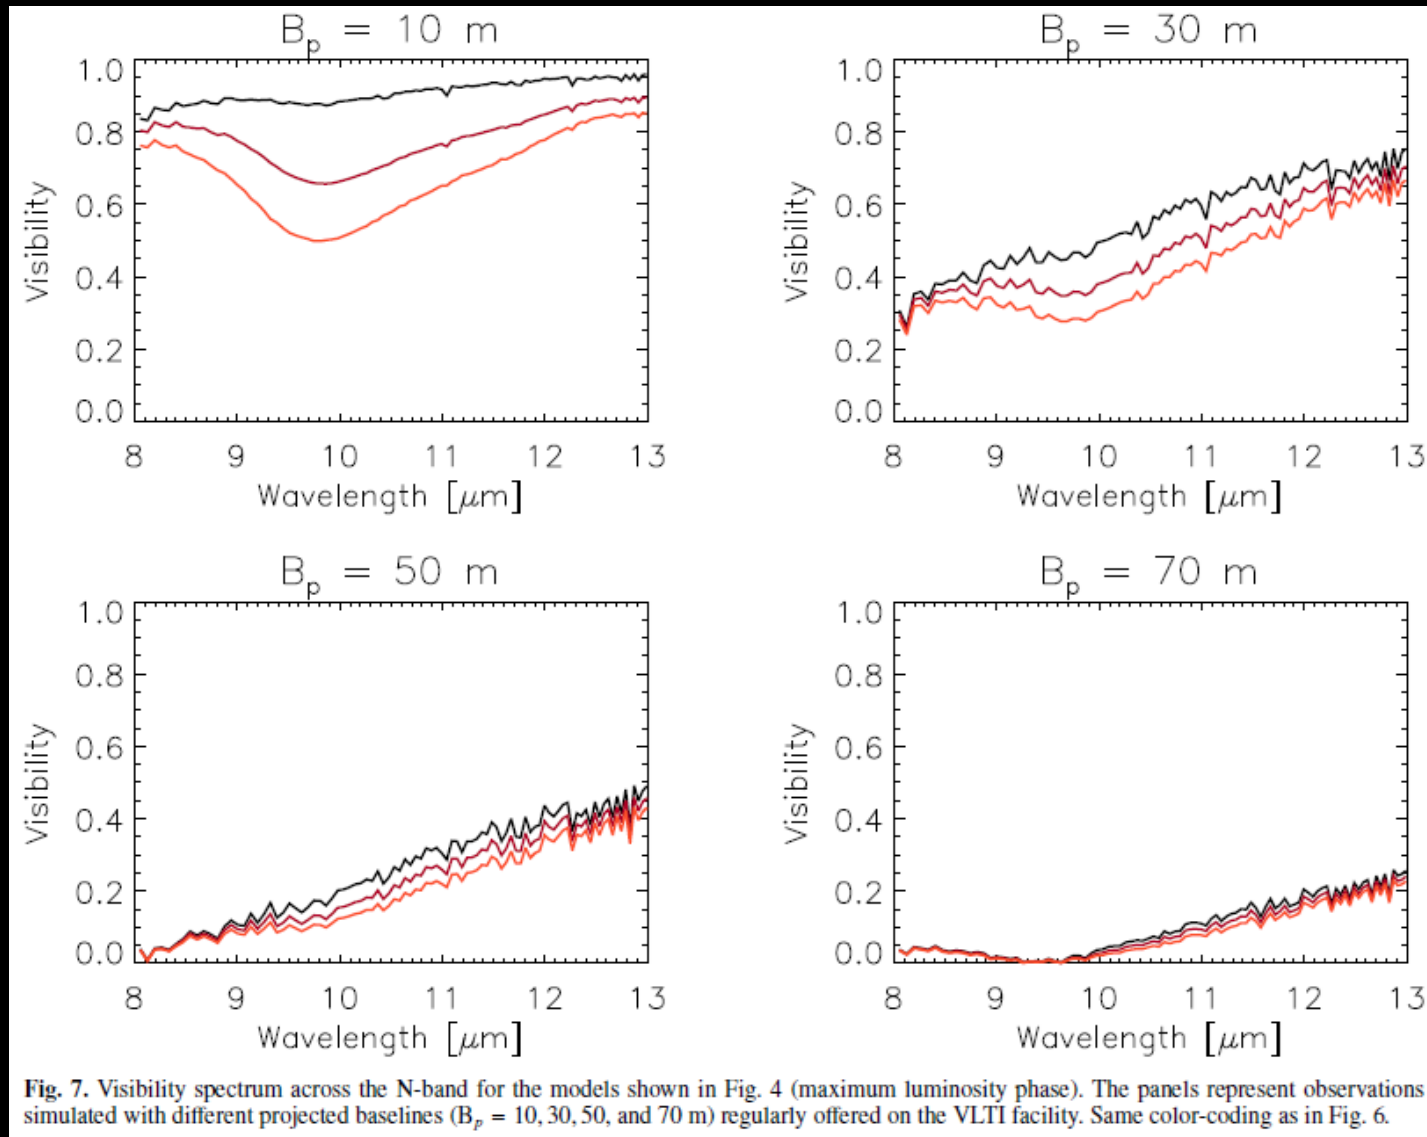 B_p = 10 m
B_p = 30 m
1.0
0.8
0.6
0.4
0.2
0.0
Visibility
8 9 10 11 12 13
Wavelength [μm]
1.0
0.8
0.6
0.4
0.2
0.0
Visibility
8 9 10 11 12 13
Wavelength [μm]
B_p = 50 m
B_p = 70 m
1.0
0.8
0.6
0.4
0.2
0.0
Visibility
8 9 10 11 12 13
Wavelength [μm]
1.0
0.8
0.6
0.4
0.2
0.0
Visibility
8 9 10 11 12 13
Wavelength [μm]
Fig. 7. Visibility spectrum across the N-band for the models shown in Fig. 4 (maximum luminosity phase). The panels represent observations
simulated with different projected baselines (B_p = 10, 30, 50, and 70 m) regularly offered on the VLTI facility. Same color-coding as in Fig. 6.